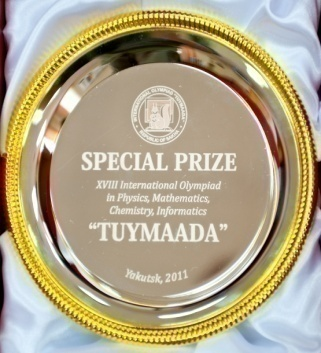 SPECIAL PRIZE
XVIII International Olympiad
in Physics, Mathematics,
Chemistry, Informatics
“TUYMAADA”
Yakutsk, 2011